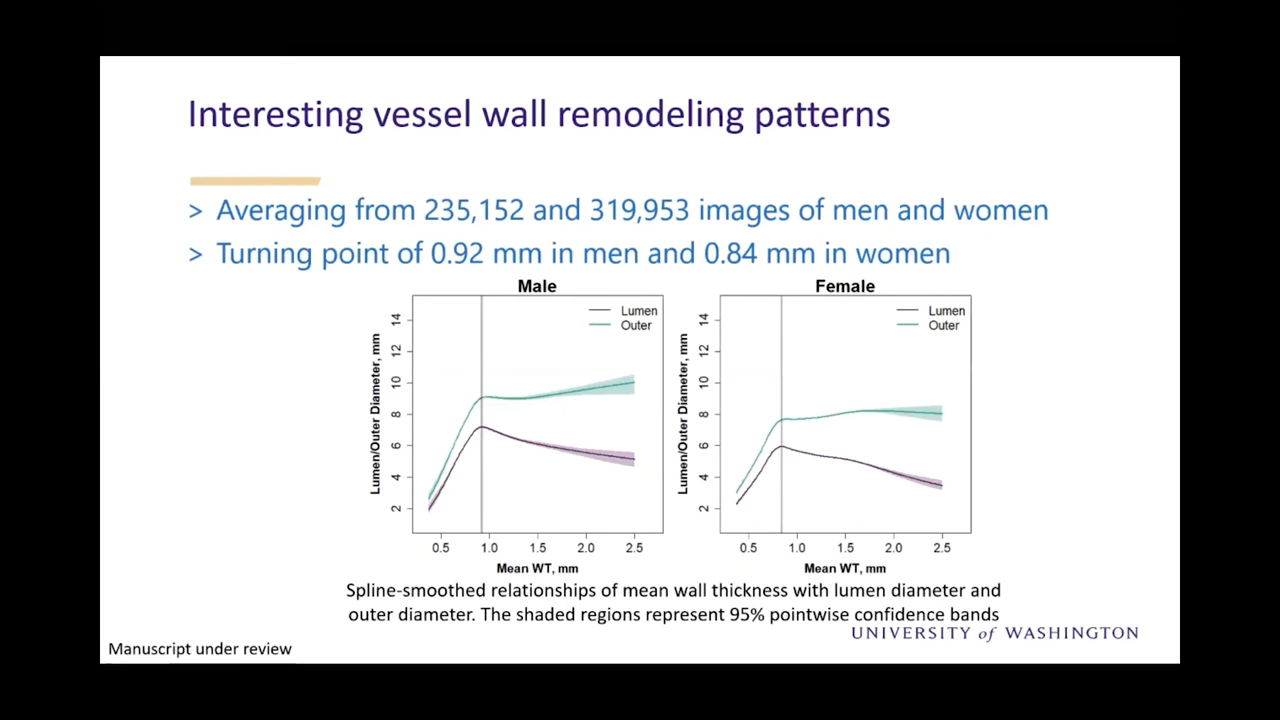 Interesting vessel wall remodeling patterns
> Averaging from 235,152 and 319,953 images of men and women
> Turning point of 0.92 mm in men and 0.84 mm in women
Male
Lumen
Outer
Lumen/Outer Diameter, mm
14
12
10
8
6
4
2
0.5 1.0 1.5 2.0 2.5
Mean WT, mm
Female
Lumen
Outer
Lumen/Outer Diameter, mm
14
12
10
8
6
4
2
0.5 1.0 1.5 2.0 2.5
Mean WT, mm
Spline-smoothed relationships of mean wall thickness with lumen diameter and
outer diameter. The shaded regions represent 95% pointwise confidence bands
UNIVERSITY of WASHINGTON
Manuscript under review